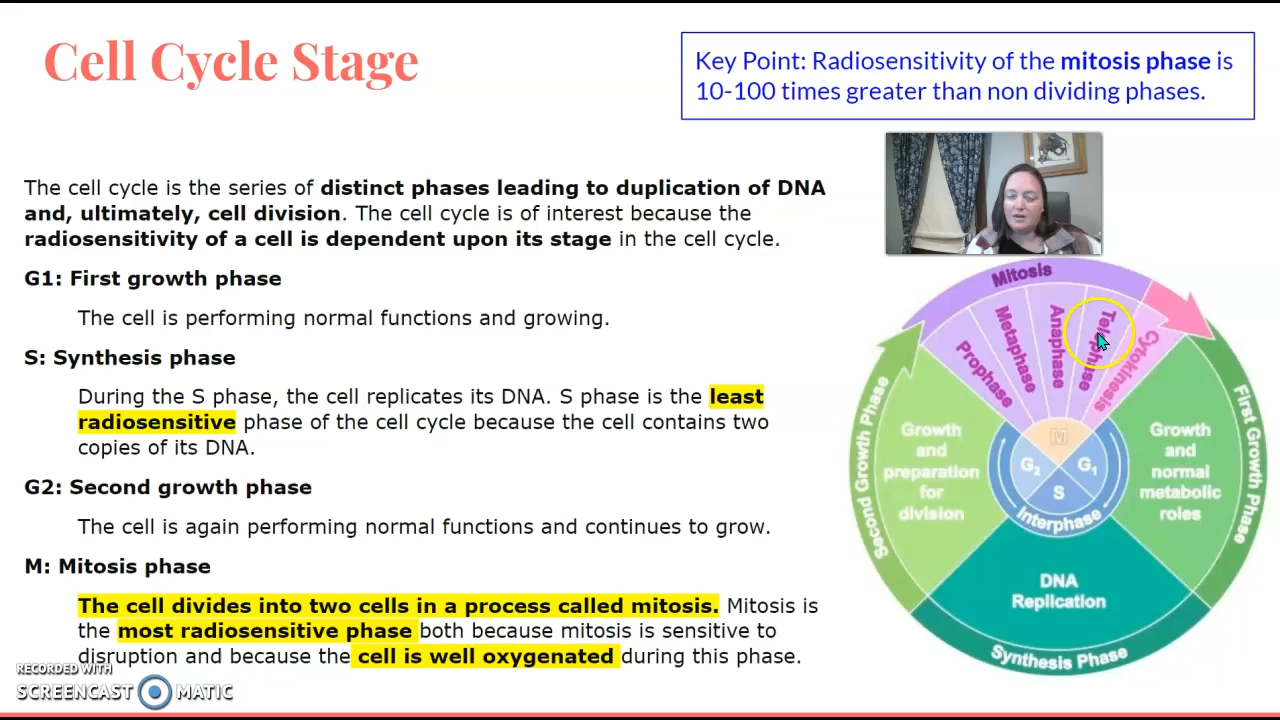 Cell Cycle Stage
Key Point: Radiosensitivity of the mitosis phase is
10-100 times greater than non dividing phases.
The cell cycle is the series of distinct phases leading to duplication of DNA
and, ultimately, cell division. The cell cycle is of interest because the
radiosensitivity of a cell is dependent upon its stage in the cell cycle.
G1: First growth phase
The cell is performing normal functions and growing.
S: Synthesis phase
During the S phase, the cell replicates its DNA. S phase is the least
radiosensitive phase of the cell cycle because the cell contains two
copies of its DNA.
G2: Second growth phase
The cell is again performing normal functions and continues to grow.
M: Mitosis phase
The cell divides into two cells in a process called mitosis. Mitosis is
the most radiosensitive phase both because mitosis is sensitive to
disruption and because the cell is well oxygenated during this phase.
Mitosis
Prophase
Metaphase
Anaphase
Telophase
Cytokinesis
Second Growth Phase
Growth
and
preparation
for
division
M
G2
G1
S
Interphase
Growth
and
normal
metabolic
roles
First Growth Phase
DNA
Replication
Synthesis Phase
RECORDED WITH
SCREENCAST MATIC